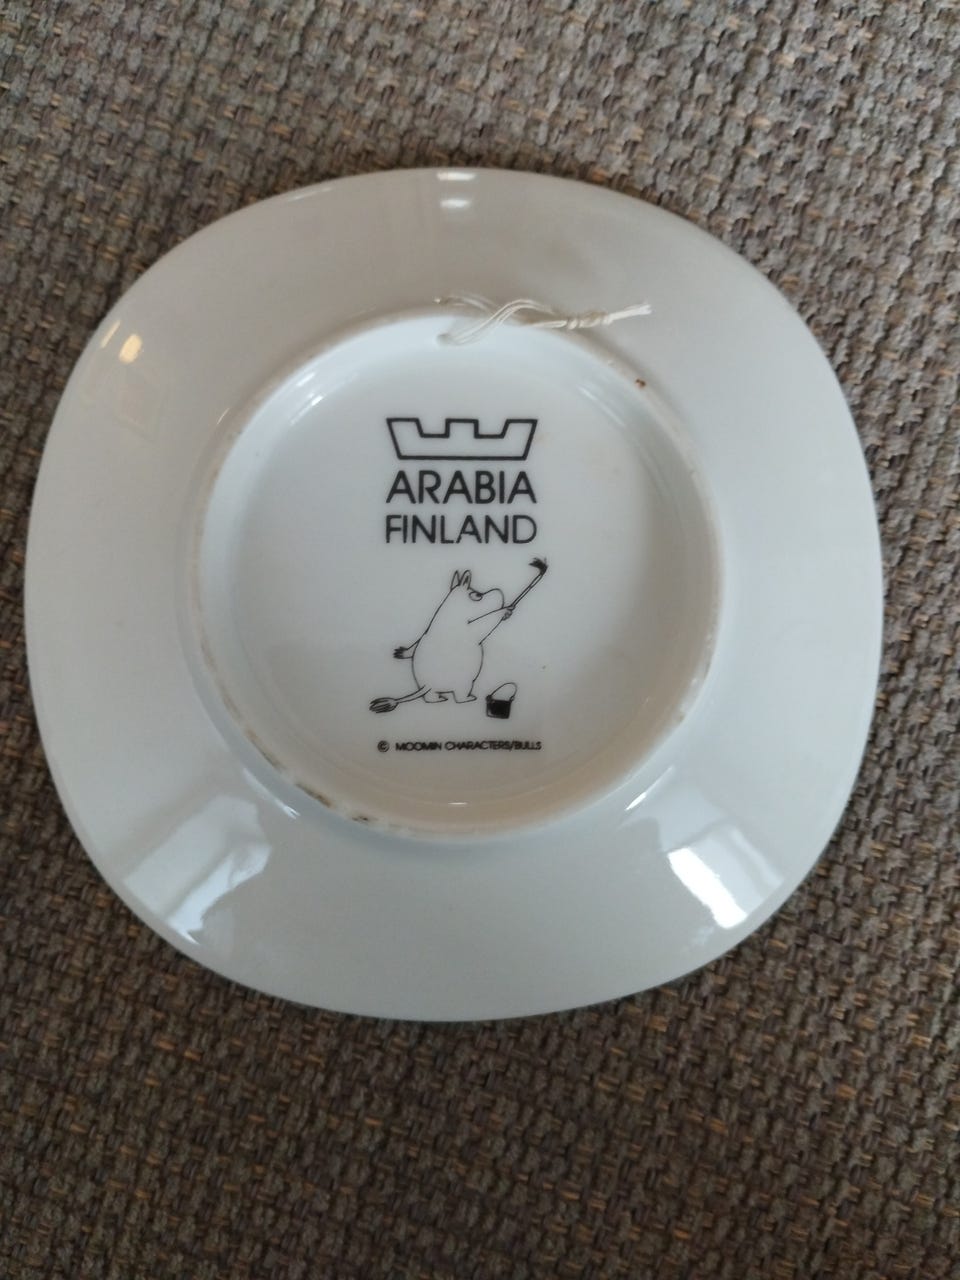 ARABIA
FINLAND
© MOOMIN CHARACTERS/BULLS